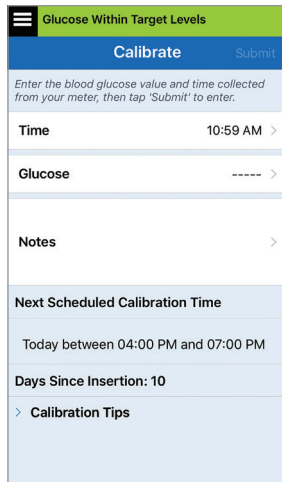 Glucose Within Target Levels
Calibrate Submit
Enter the blood glucose value and time collected
from your meter, then tap 'Submit' to enter.
Time 10:59 AM >
Glucose ----- >
Notes >
Next Scheduled Calibration Time
Today between 04:00 PM and 07:00 PM
Days Since Insertion: 10
> Calibration Tips